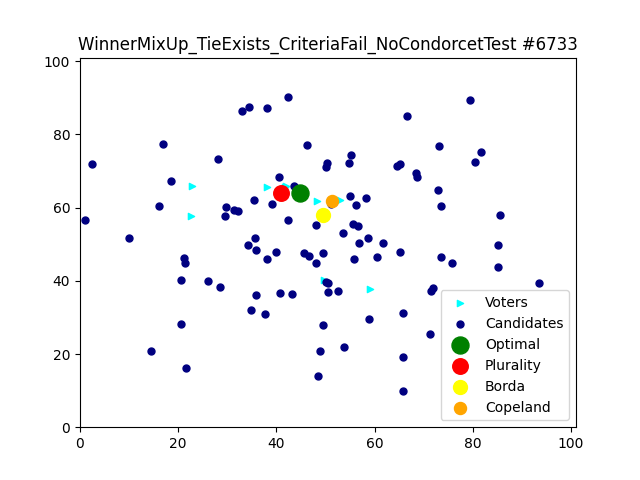 WinnerMixUp_TieExists_CriteriaFail_NoCondorcetTest #6733
100
80
60
40
20
0
0 20 40 60 80 100
Voters
Candidates
Optimal
Plurality
Borda
Copeland